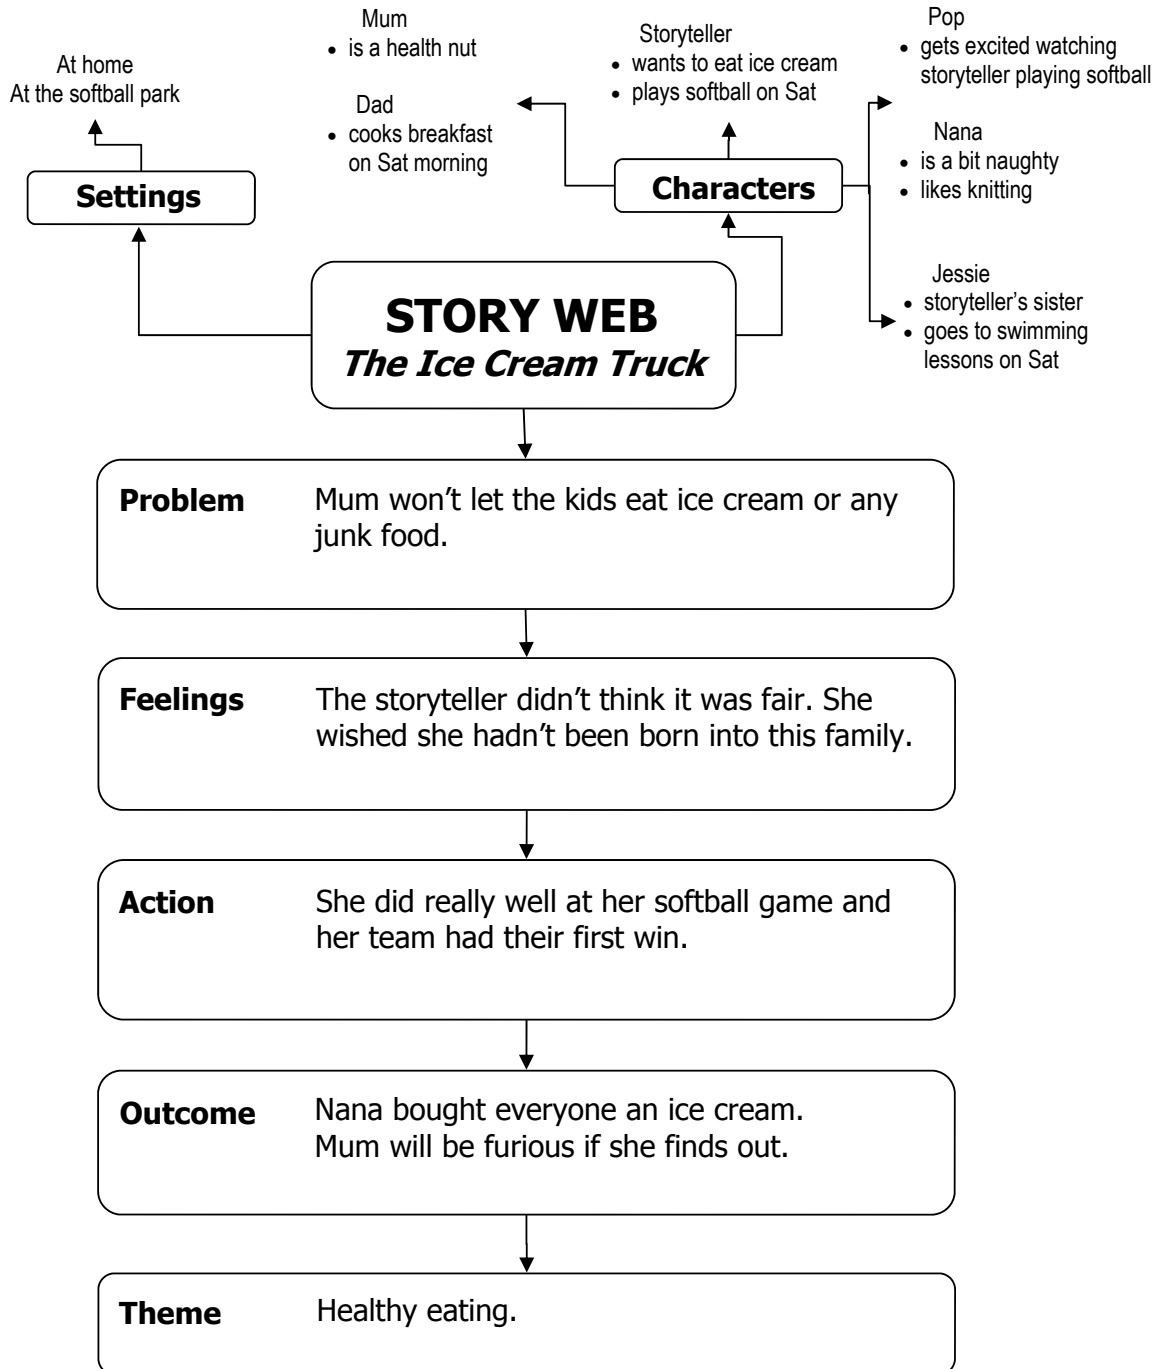 At home
At the softball park
Settings
Mum
• is a health nut
Dad
• cooks breakfast
on Sat morning
Storyteller
• wants to eat ice cream
• plays softball on Sat
Characters
Pop
• gets excited watching
storyteller playing softball
Nana
• is a bit naughty
• likes knitting
Jessie
• storyteller’s sister
• goes to swimming
lessons on Sat
STORY WEB
The Ice Cream Truck
Problem
Mum won’t let the kids eat ice cream or any
junk food.
Feelings
The storyteller didn’t think it was fair. She
wished she hadn’t been born into this family.
Action
She did really well at her softball game and
her team had their first win.
Outcome
Nana bought everyone an ice cream.
Mum will be furious if she finds out.
Theme
Healthy eating.